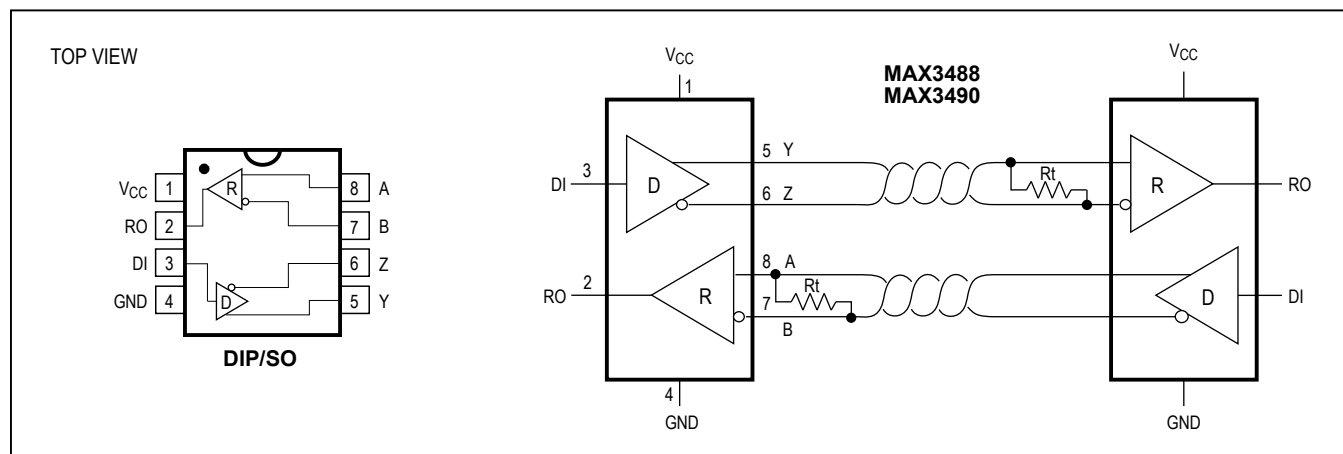 TOP VIEW
VCC 1
RO 2
DI 3
GND 4
R
D
8 A
7 B
6 Z
5 Y
DIP/SO
MAX3488
MAX3490
VCC
1
DI 3
D
5 Y
6 Z
Rt
R
RO
VCC
RO 2
R
8 A
7
B
Rt
D
DI
4
GND
GND